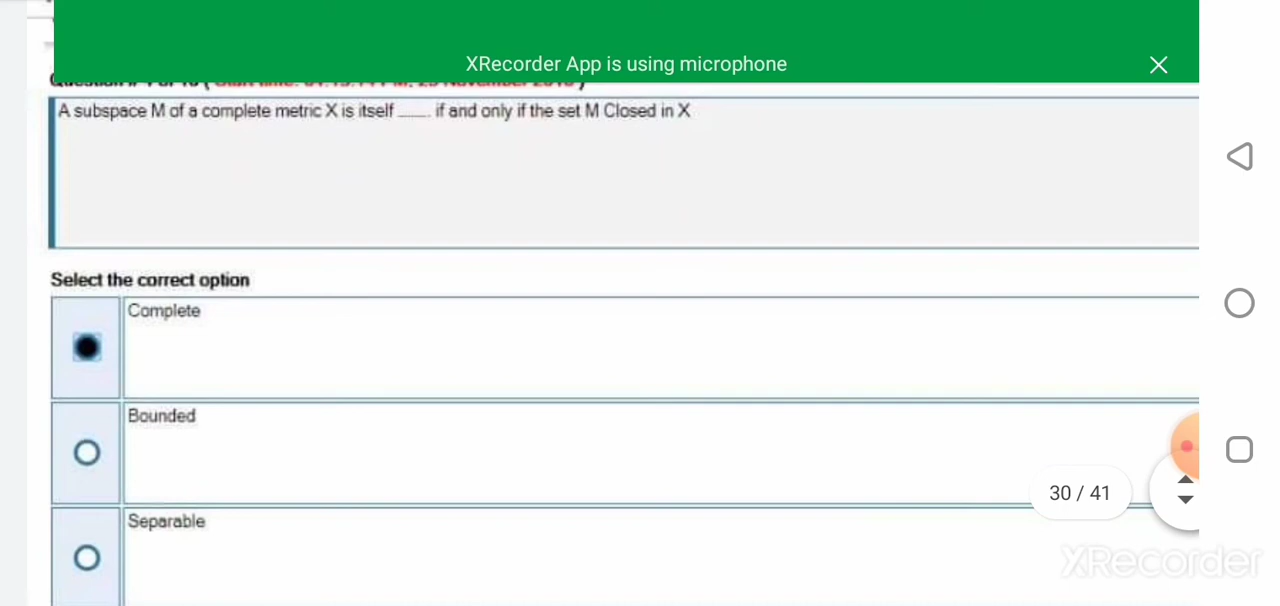 XRecorder App is using microphone
A subspace M of a complete metric X is itself ........ if and only if the set M Closed in X
Select the correct option
Complete
Bounded
30 / 41
Separable
XRecorder